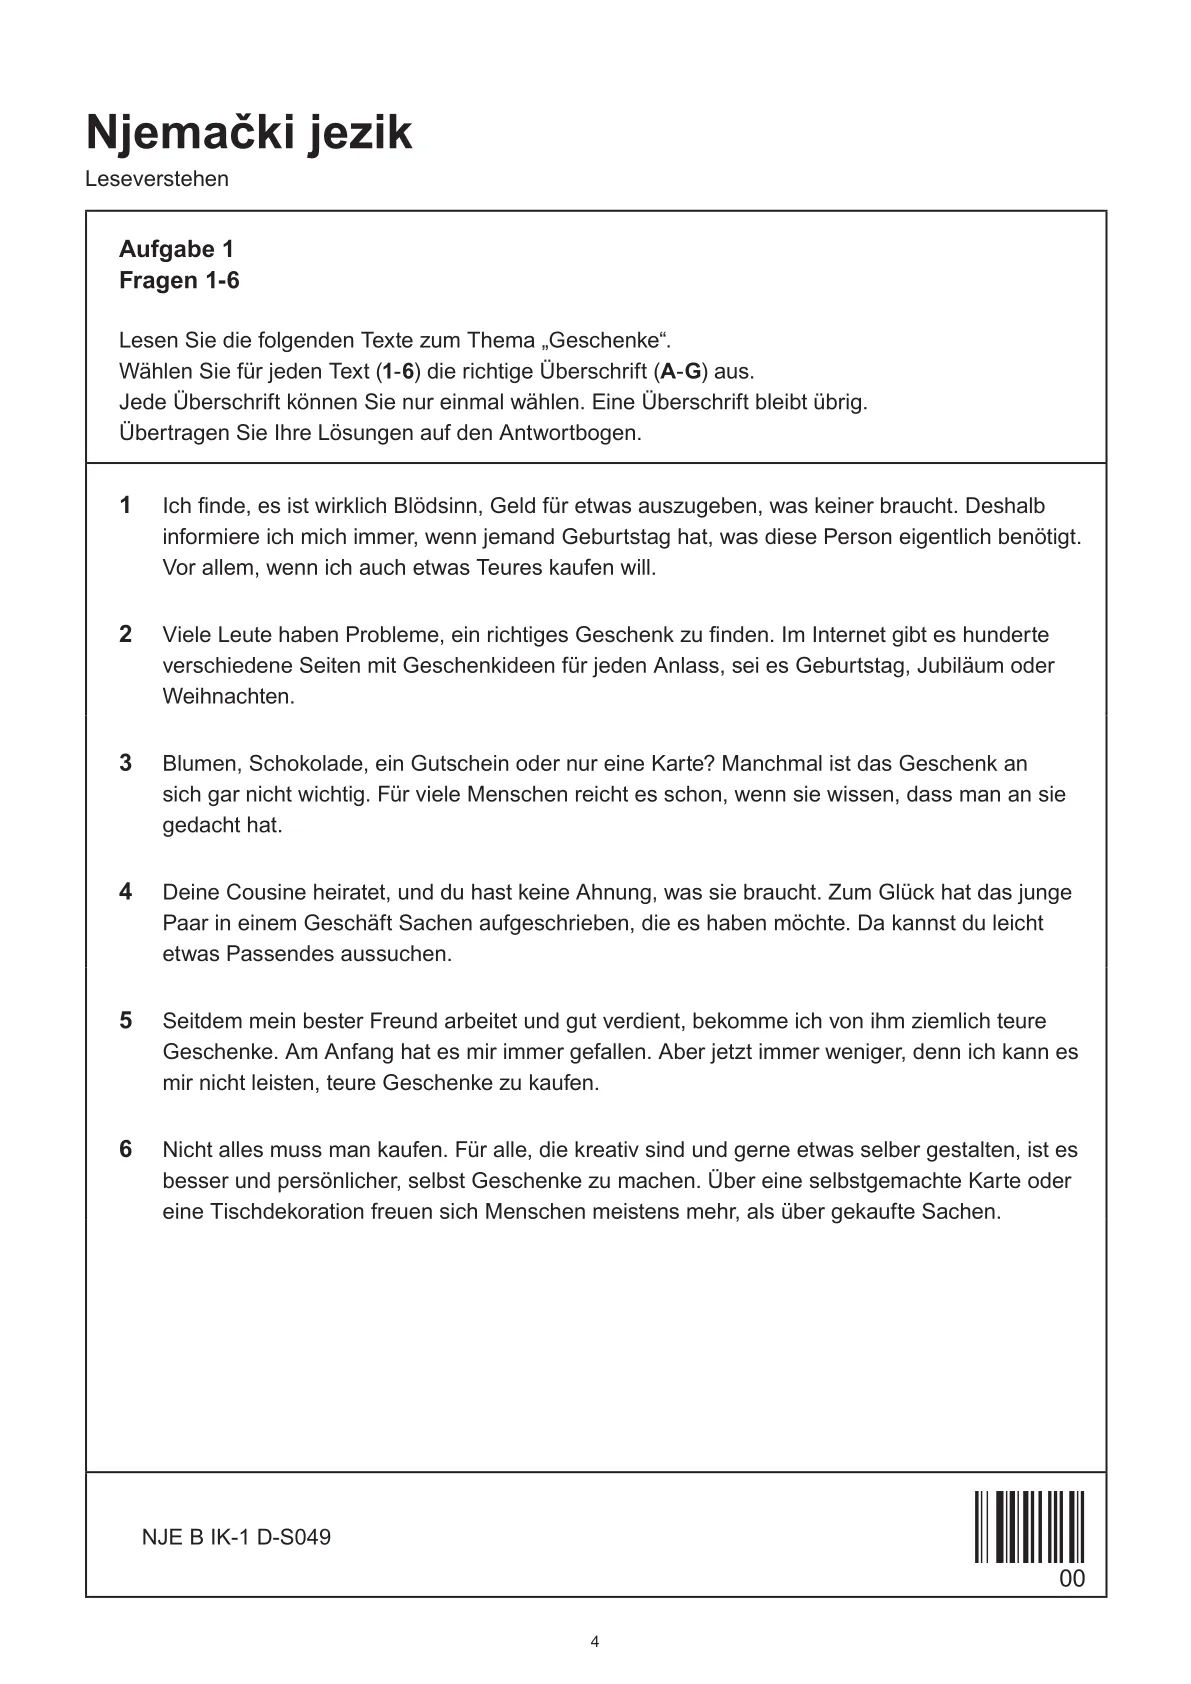 Njemački jezik
Leseverstehen
Aufgabe 1
Fragen 1-6
Lesen Sie die folgenden Texte zum Thema „Geschenke“.
Wählen Sie für jeden Text (1-6) die richtige Überschrift (A-G) aus.
Jede Überschrift können Sie nur einmal wählen. Eine Überschrift bleibt übrig.
Übertragen Sie Ihre Lösungen auf den Antwortbogen.
1 Ich finde, es ist wirklich Blödsinn, Geld für etwas auszugeben, was keiner braucht. Deshalb
informiere ich mich immer, wenn jemand Geburtstag hat, was diese Person eigentlich benötigt.
Vor allem, wenn ich auch etwas Teures kaufen will.
2 Viele Leute haben Probleme, ein richtiges Geschenk zu finden. Im Internet gibt es hunderte
verschiedene Seiten mit Geschenkideen für jeden Anlass, sei es Geburtstag, Jubiläum oder
Weihnachten.
3 Blumen, Schokolade, ein Gutschein oder nur eine Karte? Manchmal ist das Geschenk an
sich gar nicht wichtig. Für viele Menschen reicht es schon, wenn sie wissen, dass man an sie
gedacht hat.
4 Deine Cousine heiratet, und du hast keine Ahnung, was sie braucht. Zum Glück hat das junge
Paar in einem Geschäft Sachen aufgeschrieben, die es haben möchte. Da kannst du leicht
etwas Passendes aussuchen.
5 Seitdem mein bester Freund arbeitet und gut verdient, bekomme ich von ihm ziemlich teure
Geschenke. Am Anfang hat es mir immer gefallen. Aber jetzt immer weniger, denn ich kann es
mir nicht leisten, teure Geschenke zu kaufen.
6 Nicht alles muss man kaufen. Für alle, die kreativ sind und gerne etwas selber gestalten, ist es
besser und persönlicher, selbst Geschenke zu machen. Über eine selbstgemachte Karte oder
eine Tischdekoration freuen sich Menschen meistens mehr, als über gekaufte Sachen.
NJE B IK-1 D-S049
00
4